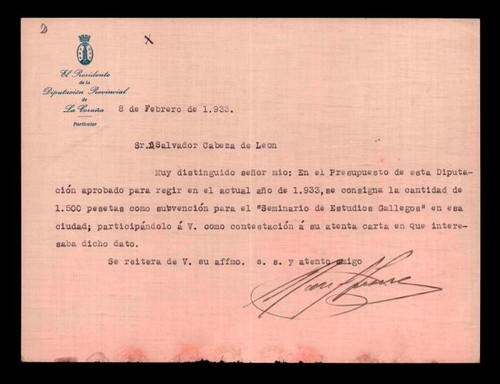 El Presidente
de la
Diputación Provincial
de
La Coruña
Particular
8 de Febrero de 1.933.
Sr. Salvador Cabeza de Leon
Muy distinguido señor mio: En el Presupuesto de esta Diputa-
ción aprobado para regir en el actual año de 1.933, se consigna la cantidad de
1.500 pesetas como subvención para el "Seminario de Estudios Gallegos" en esa
ciudad; participándolo á V. como contestación á su atenta carta en que intere-
saba dicho dato.
Se reitera de V. su affmo. s. s. y atento amigo